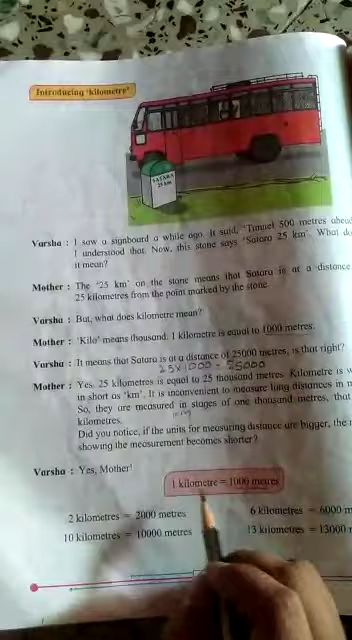 Introducing 'kilometre'
SATARA
25 km
Varsha : I saw a signboard a while ago. It said, 'Tunnel 500 metres ahead
I understood that. Now, this stone says 'Satara 25 km'. What do
it mean?
Mother : The '25 km' on the stone means that Satara is at a distance
25 kilometres from the point marked by the stone.
Varsha : But, what does kilometre mean?
Mother : 'Kilo' means thousand. 1 kilometre is equal to 1000 metres.
Varsha : It means that Satara is at a distance of 25000 metres, is that right?
25 x 1000 = 25000
Mother : Yes. 25 kilometres is equal to 25 thousand metres. Kilometre is w
in short as 'km'. It is inconvenient to measure long distances in m
So, they are measured in stages of one thousand metres, that
kilometres.
Did you notice, if the units for measuring distance are bigger, the
showing the measurement becomes shorter?
Varsha : Yes, Mother!
1 kilometre = 1000 metres
2 kilometres = 2000 metres 6 kilometres = 6000 m
10 kilometres = 10000 metres 13 kilometres = 13000